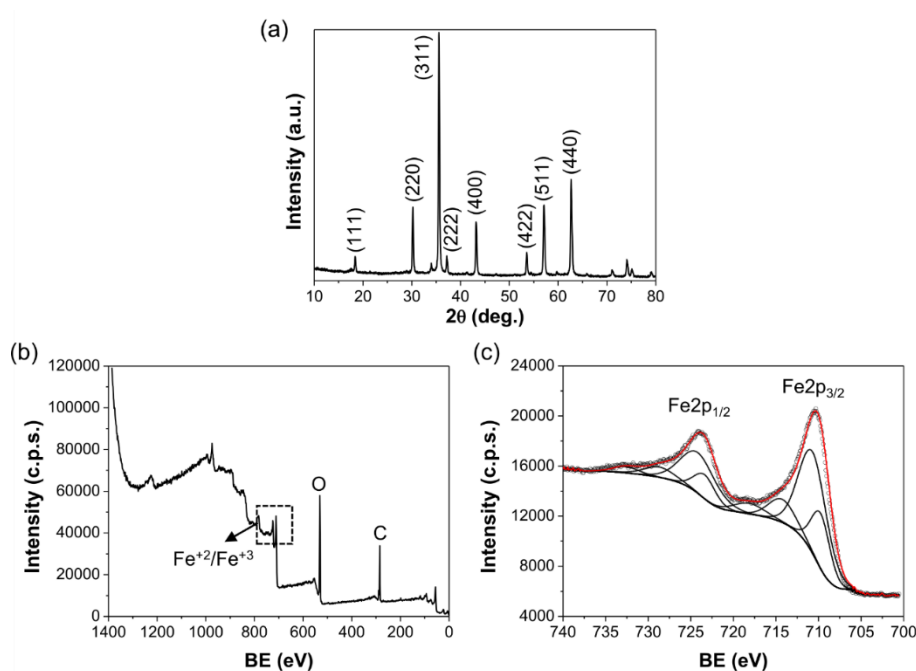 (a)
Intensity (a.u.)
(111)
(220)
(311)
(222)
(400)
(422)
(511)
(440)
10 20 30 40 50 60 70 80
2θ (deg.)
(b)
Intensity (c.p.s.)
120000
100000
80000
60000
40000
20000
0
Fe+2/Fe+3
O
C
1400 1200 1000 800 600 400 200 0
BE (eV)
(c)
Intensity (c.p.s.)
24000
20000
16000
12000
8000
4000
Fe2p1/2
Fe2p3/2
740 735 730 725 720 715 710 705 700
BE (eV)